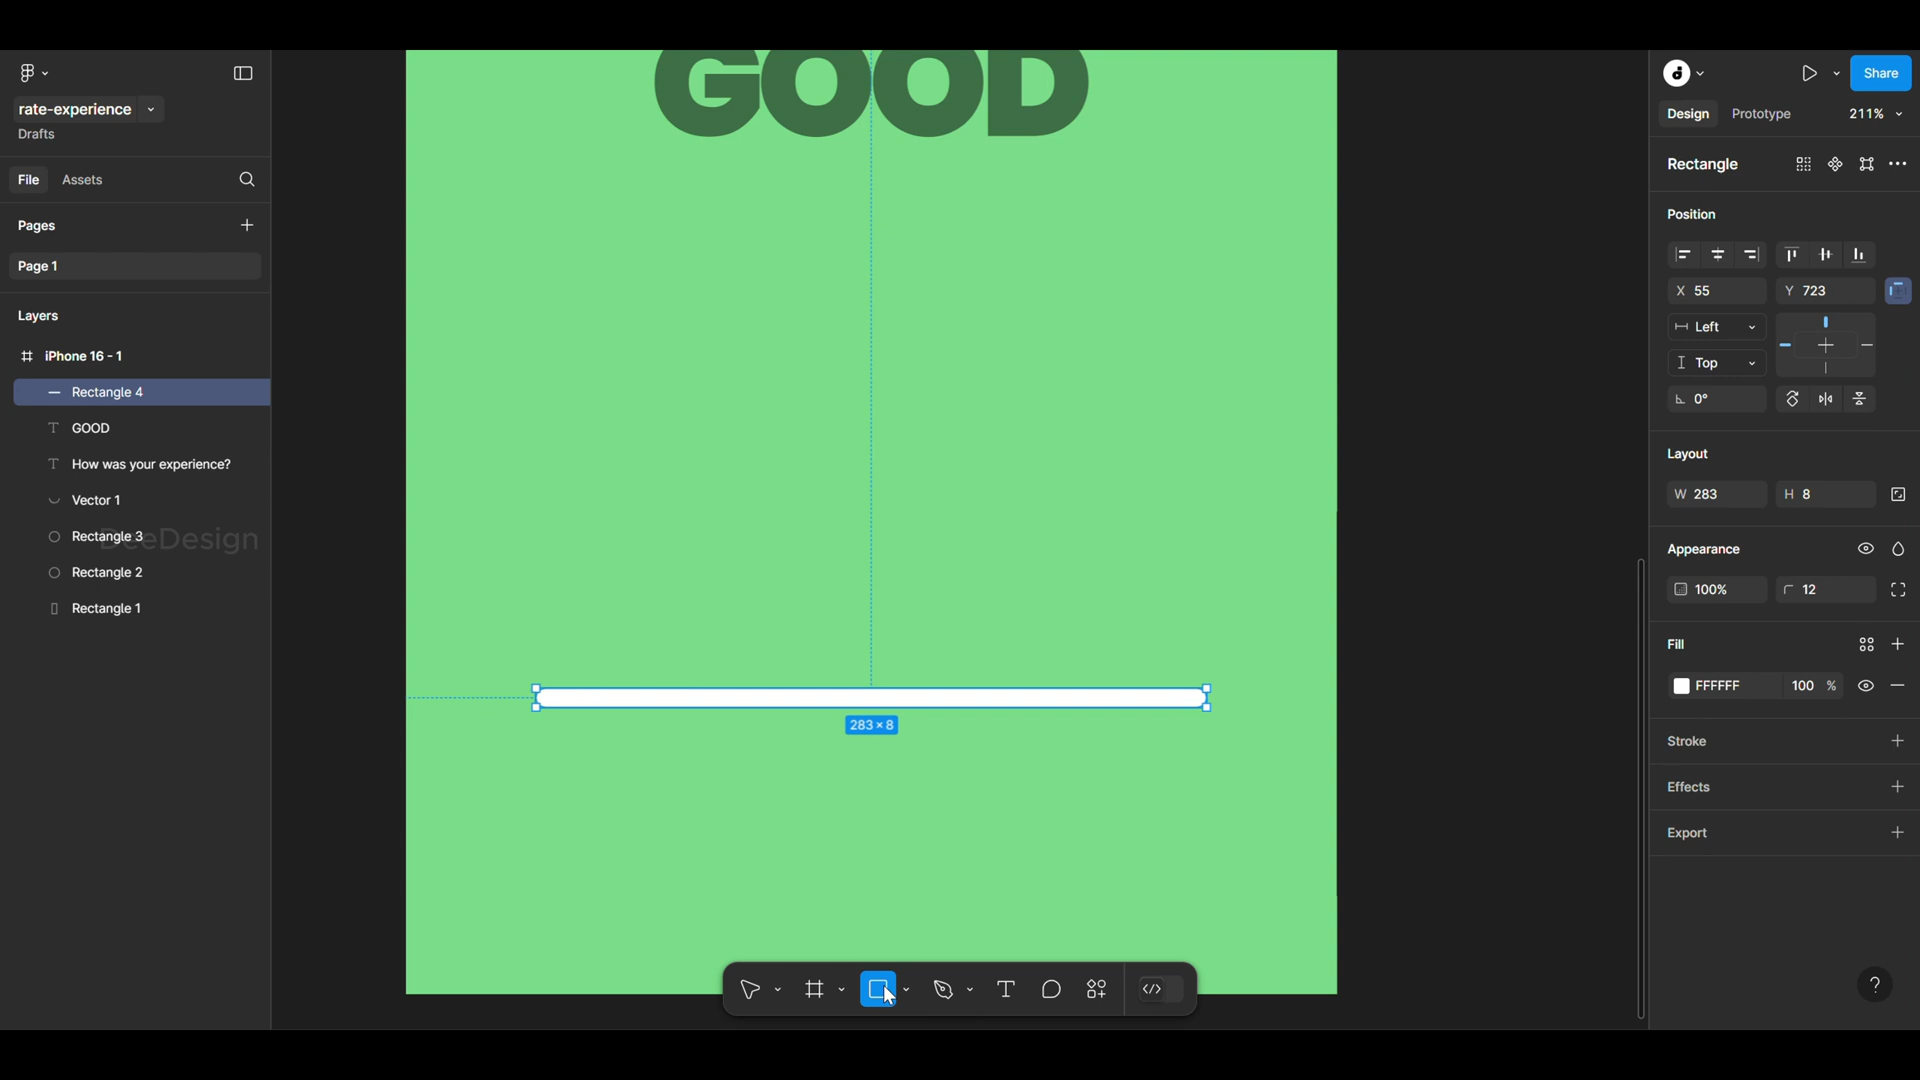 rate-experience
Drafts
File
Assets
Pages
Page 1
Layers
iPhone 16 - 1
Rectangle 4
GOOD
How was your experience?
Vector 1
Rectangle 3
DeeDesign
Rectangle 2
Rectangle 1
GOOD
283 × 8
Share
Design
Prototype
211%
Rectangle
Position
X 55
Y 723
Left
Top
0°
Layout
W 283
H 8
Appearance
100%
12
Fill
FFFFFF
100 %
Stroke
Effects
Export
?